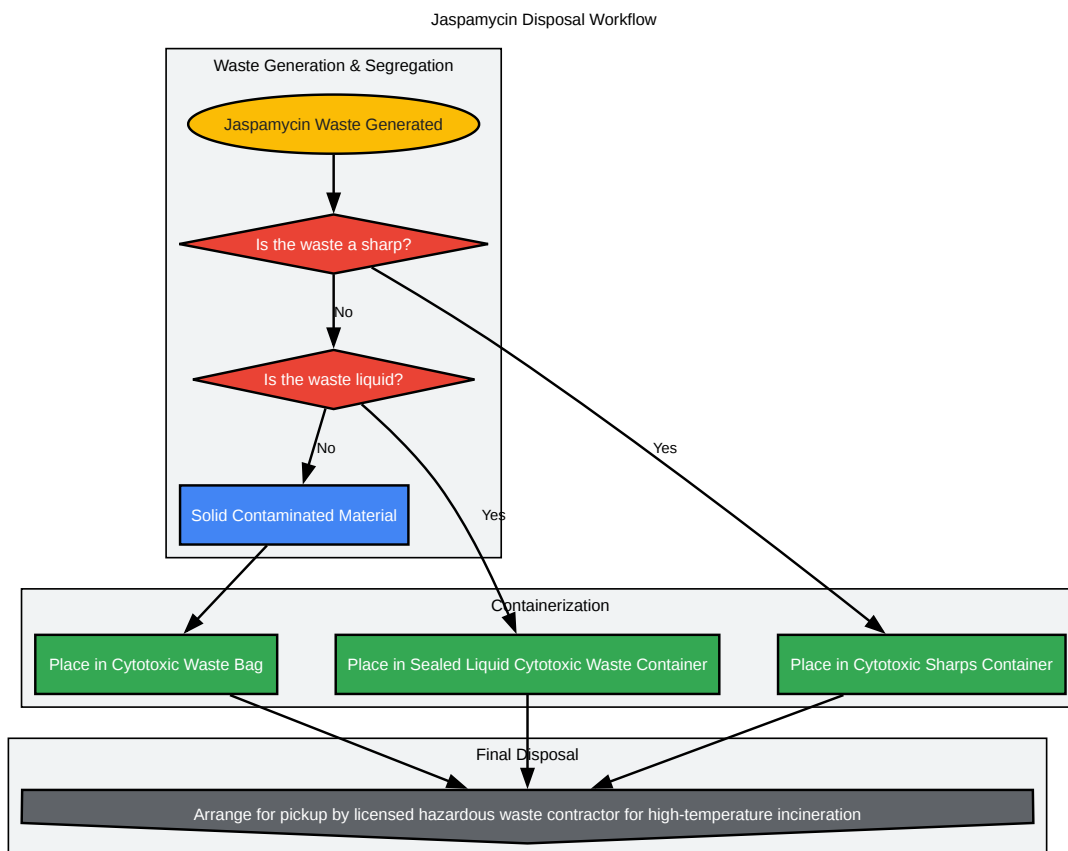 Jaspamycin Disposal Workflow
Waste Generation & Segregation
Jaspamycin Waste Generated
Is the waste a sharp?
No
Is the waste liquid?
No
Yes
Solid Contaminated Material
Yes
Containerization
Place in Cytotoxic Waste Bag
Place in Sealed Liquid Cytotoxic Waste Container
Place in Cytotoxic Sharps Container
Final Disposal
Arrange for pickup by licensed hazardous waste contractor for high-temperature incineration